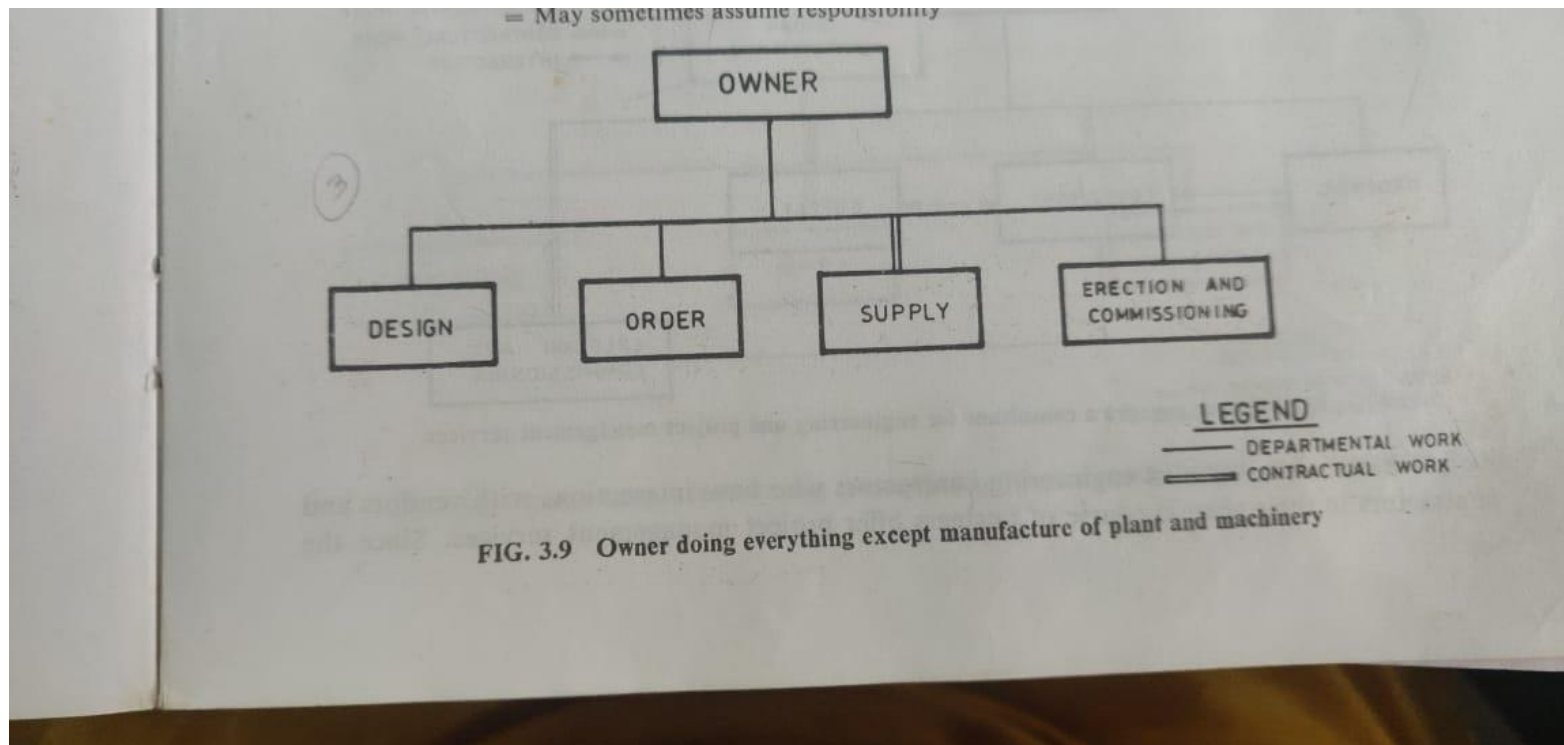 = May sometimes assume responsibility
OWNER
3
DESIGN
ORDER
SUPPLY
ERECTION AND
COMMISSIONING
LEGEND
DEPARTMENTAL WORK
CONTRACTUAL WORK
FIG. 3.9 Owner doing everything except manufacture of plant and machinery